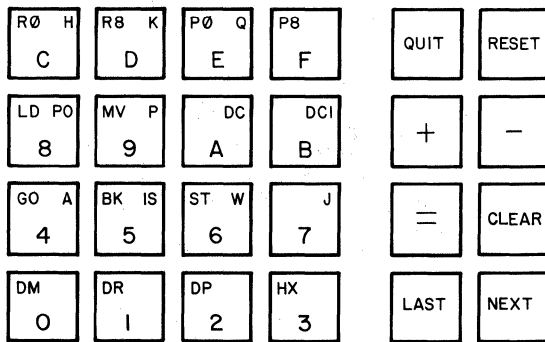 RØ H R8 K PØ Q P8
C D E F QUIT RESET
LD PO MV P DC DCI
8 9 A B + −
GO A BK IS ST W J
4 5 6 7 = CLEAR
DM DR DP HX
0 1 2 3 LAST NEXT